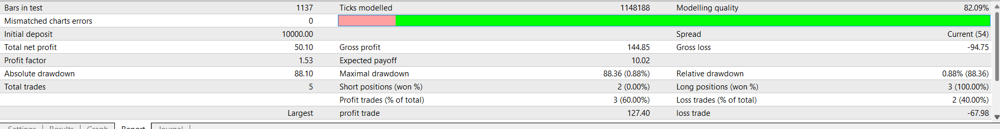 Bars in test 1137 Ticks modelled 1148188 Modelling quality 82.09%
Mismatched charts errors 0
Initial deposit 10000.00 Spread Current (54)
Total net profit 50.10 Gross profit 144.85 Gross loss -94.75
Profit factor 1.53 Expected payoff 10.02
Absolute drawdown 88.10 Maximal drawdown 88.36 (0.88%) Relative drawdown 0.88% (88.36)
Total trades 5 Short positions (won %) 2 (0.00%) Long positions (won %) 3 (100.00%)
Profit trades (% of total) 3 (60.00%) Loss trades (% of total) 2 (40.00%)
Largest profit trade 127.40 loss trade -67.98
Settings Results Graph Report Journal